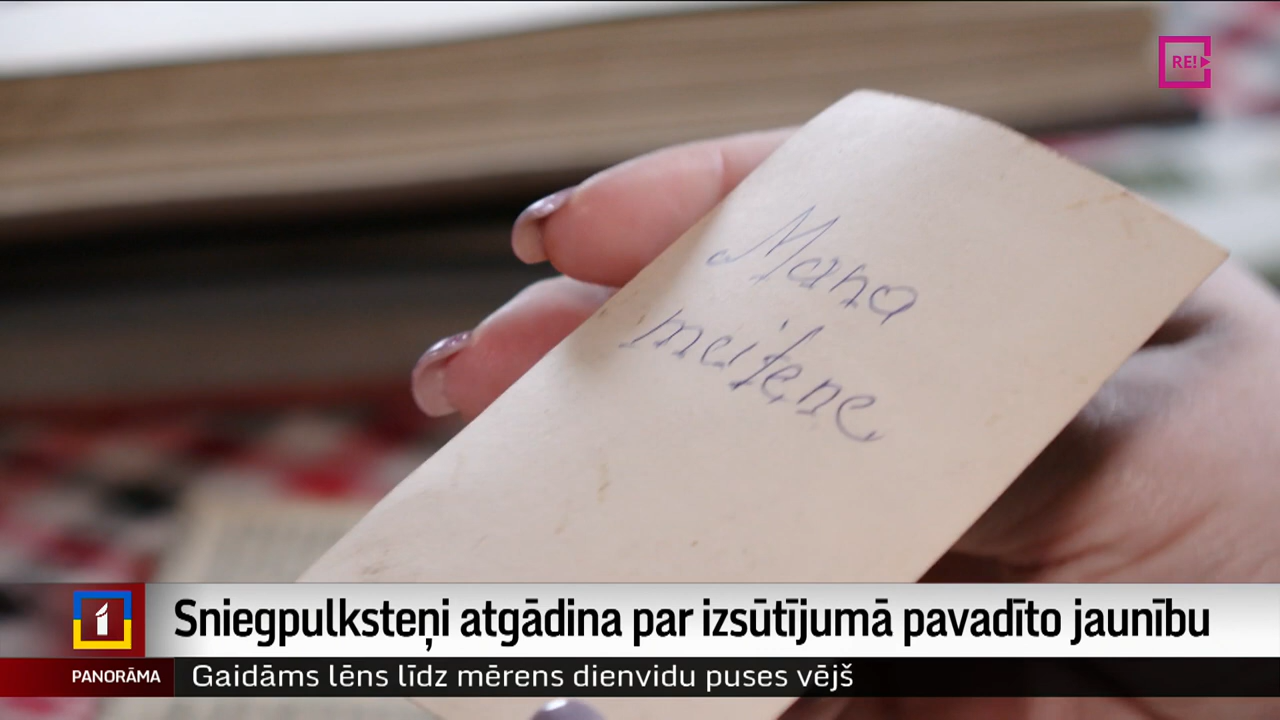 RE!
Mana
meitene
1
Sniegpulksteņi atgādina par izsūtījumā pavadīto jaunību
PANORĀMA
Gaidāms lēns līdz mērens dienvidu puses vējš